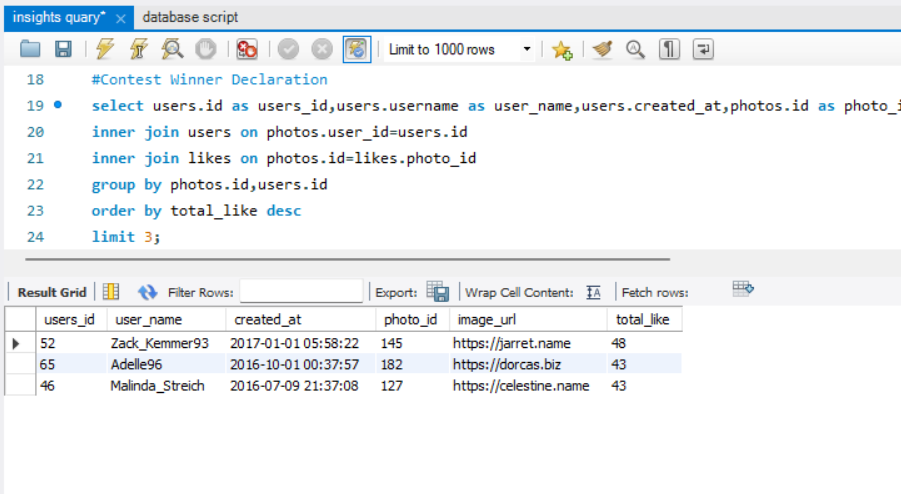 insights quary* × database script
Limit to 1000 rows
18 #Contest Winner Declaration
19 select users.id as users_id,users.username as user_name,users.created_at,photos.id as photo_i
20 inner join users on photos.user_id=users.id
21 inner join likes on photos.id=likes.photo_id
22 group by photos.id,users.id
23 order by total_like desc
24 limit 3;
Result Grid Filter Rows: Export: Wrap Cell Content: IA Fetch rows:
users_id user_name created_at photo_id image_url total_like
52 Zack_Kemmer93 2017-01-01 05:58:22 145 https://jarret.name 48
65 Adelle96 2016-10-01 00:37:57 182 https://dorcas.biz 43
46 Malinda_Streich 2016-07-09 21:37:08 127 https://celestine.name 43